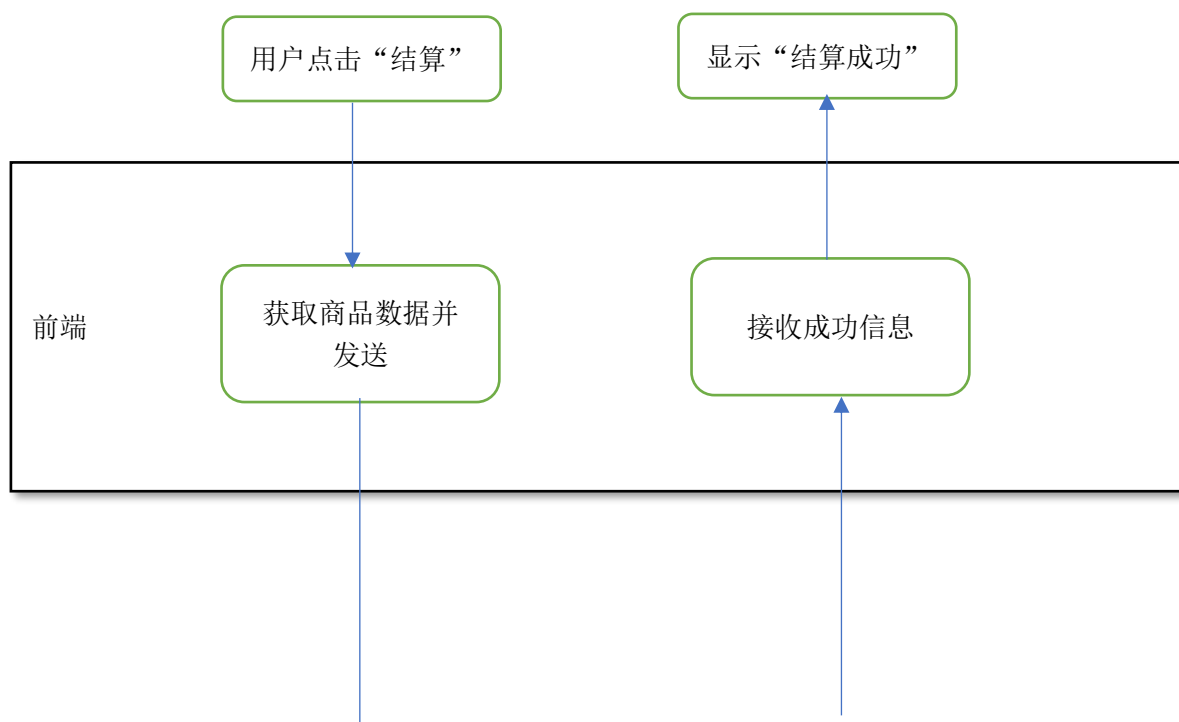 用户点击“结算”
显示“结算成功”
前端
获取商品数据并
发送
接收成功信息